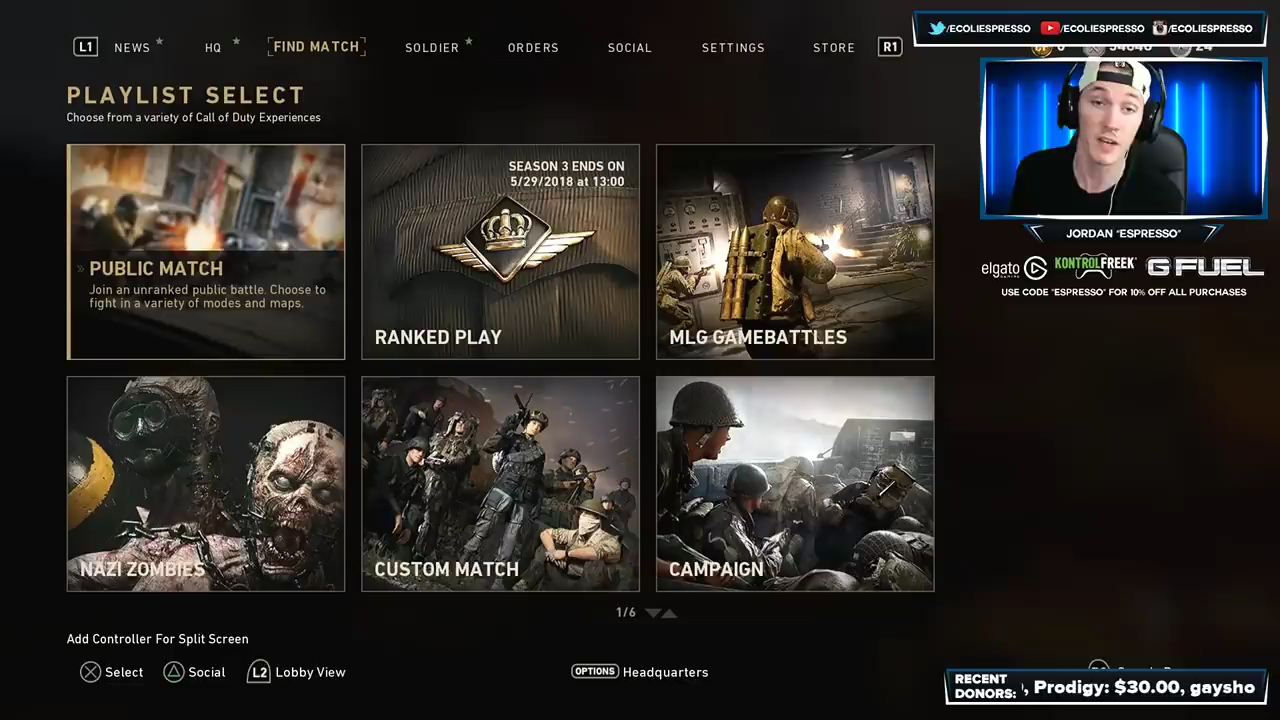 L1 NEWS HQ FIND MATCH SOLDIER ORDERS SOCIAL SETTINGS STORE R1
/ECOLIESPRESSO /ECOLIESPRESSO /ECOLIESPRESSO
PLAYLIST SELECT
Choose from a variety of Call of Duty Experiences
PUBLIC MATCH
Join an unranked public battle. Choose to
fight in a variety of modes and maps.
SEASON 3 ENDS ON
5/29/2018 at 13:00
RANKED PLAY
MLG GAMEBATTLES
NAZI ZOMBIES
CUSTOM MATCH
CAMPAIGN
1/6
Add Controller For Split Screen
Select Social L2 Lobby View OPTIONS Headquarters
JORDAN "ESPRESSO"
elgato GAMING KONTROLFREEK G FUEL
USE CODE "ESPRESSO" FOR 10% OFF ALL PURCHASES
RECENT
DONORS: , Prodigy: $30.00, gaysho